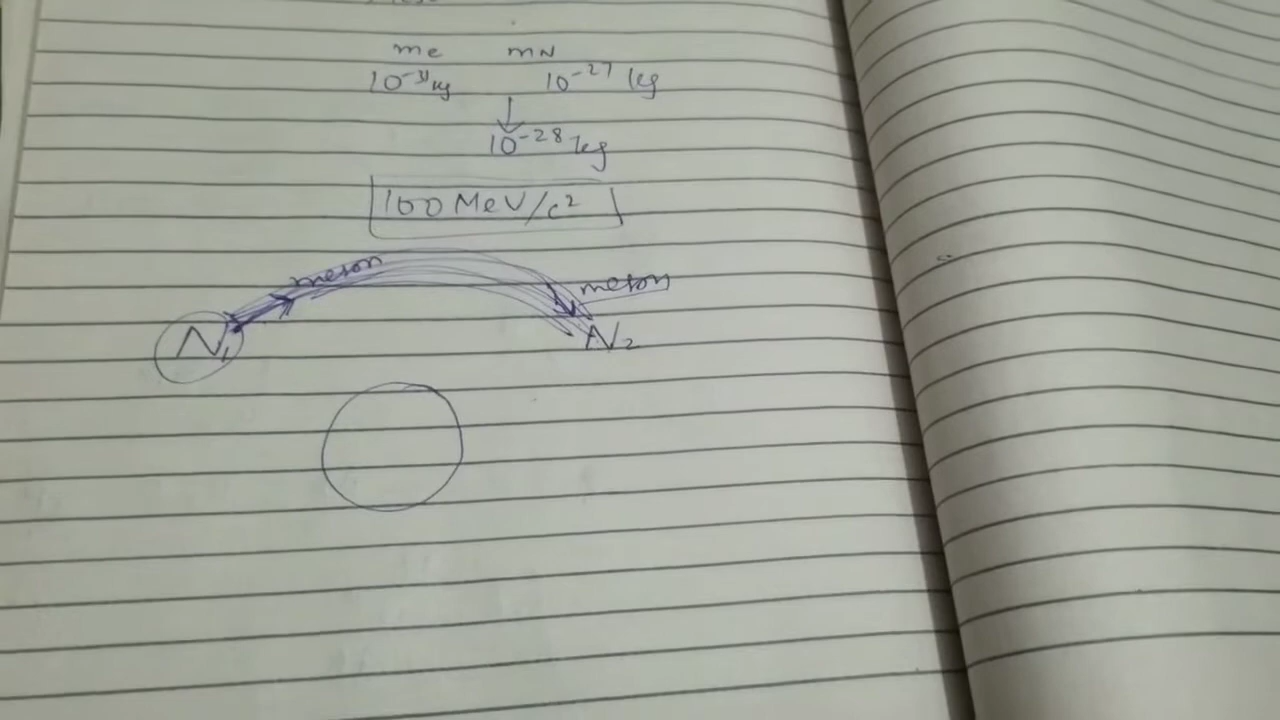 me mN
10⁻³¹kg 10⁻²⁷ kg
10⁻²⁸ kg
100 MeV/c²
meson meson
N₁ N₂